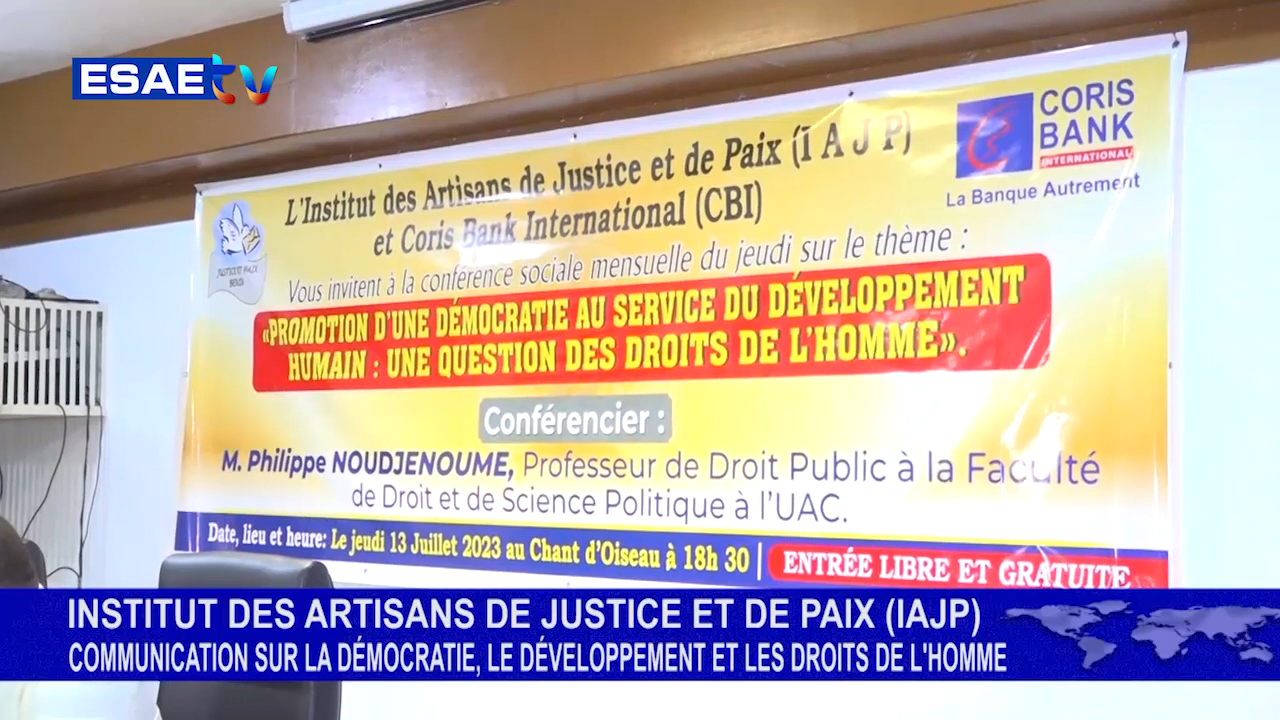 ESAE tv
CORIS
BANK
INTERNATIONAL
La Banque Autrement
L'Institut des Artisans de Justice et de Paix (I A J P)
et Coris Bank International (CBI)
JUSTICE ET PAIX
BENIN
Vous invitent à la conférence sociale mensuelle du jeudi sur le thème :
«PROMOTION D'UNE DÉMOCRATIE AU SERVICE DU DÉVELOPPEMENT
HUMAIN : UNE QUESTION DES DROITS DE L'HOMME».
Conférencier :
M. Philippe NOUDJENOUME, Professeur de Droit Public à la Faculté
de Droit et de Science Politique à l'UAC.
Date, lieu et heure: Le jeudi 13 Juillet 2023 au Chant d'Oiseau à 18h 30 | ENTRÉE LIBRE ET GRATUITE
INSTITUT DES ARTISANS DE JUSTICE ET DE PAIX (IAJP)
COMMUNICATION SUR LA DÉMOCRATIE, LE DÉVELOPPEMENT ET LES DROITS DE L'HOMME